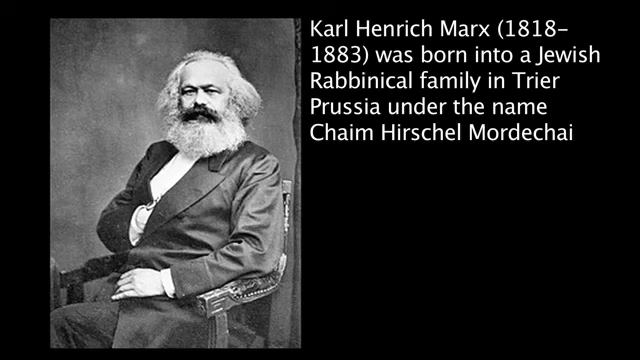 Karl Henrich Marx (1818-
1883) was born into a Jewish
Rabbinical family in Trier
Prussia under the name
Chaim Hirschel Mordechai